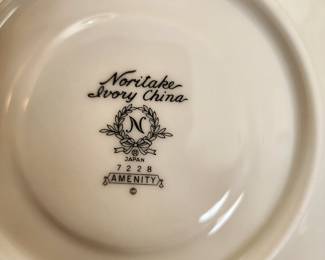 Noritake
Ivory China
N
®
JAPAN
7228
AMENITY
©